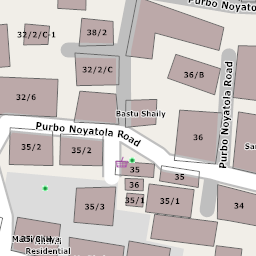 Purbo Noyatola
38/2
32/2/C-1
32/2/C
36/B
32/6
Bastu Shaily
Purbo Noyatola Road
Purbo Noyatola Road
36
35/2
35/2
35
35
36
35/1
35/1
35/3
34
Residential